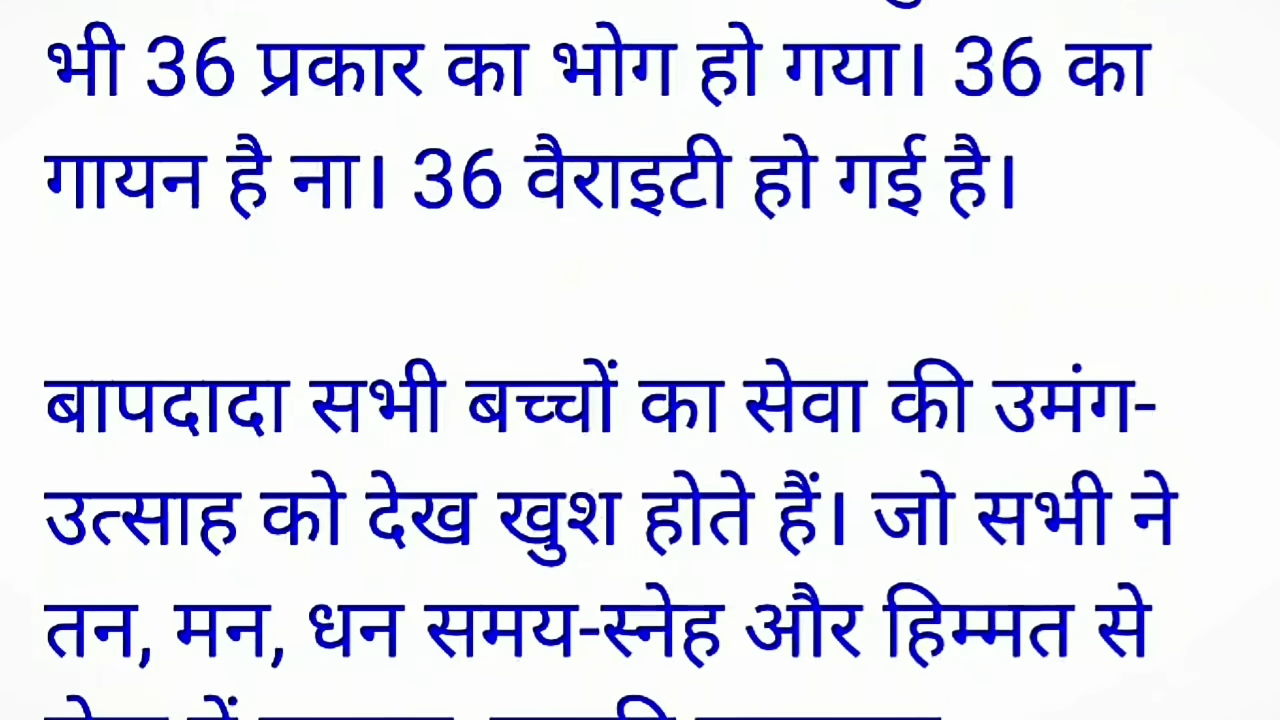 भी 36 प्रकार का भोग हो गया। 36 का
गायन है ना। 36 वैराइटी हो गई है।
बापदादा सभी बच्चों का सेवा की उमंग-
उत्साह को देख खुश होते हैं। जो सभी ने
तन, मन, धन समय-स्नेह और हिम्मत से